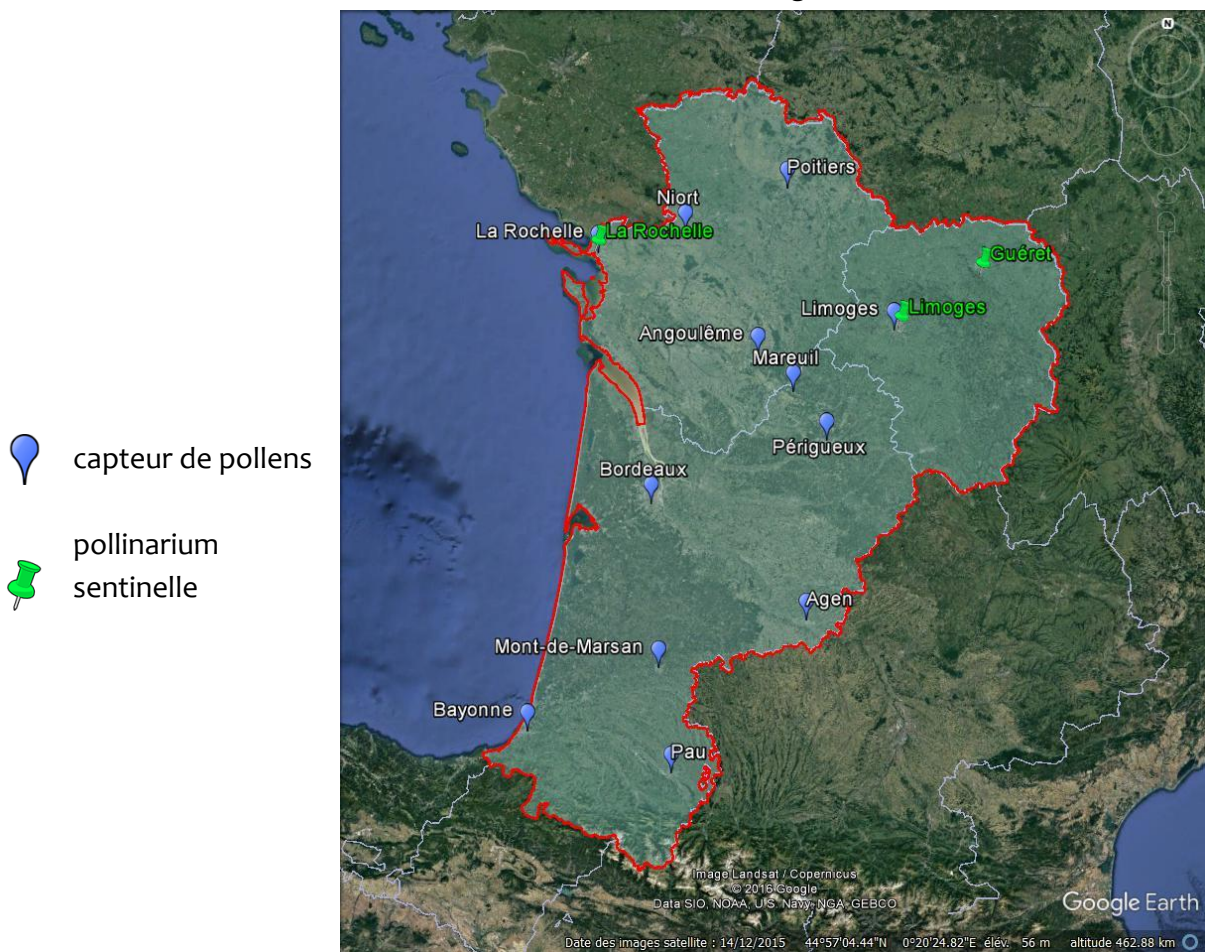 N
Poitiers
Niort
La Rochelle La Rochelle
Guéret
Limoges Limoges
Angoulême
Mareuil
Périgueux
capteur de pollens
Bordeaux
pollinarium
sentinelle
Agen
Mont-de-Marsan
Bayonne
Pau
Image Landsat / Copernicus
© 2016 Google
Data SIO, NOAA, U.S. Navy, NGA, GEBCO
Google Earth
Date des images satellite : 14/12/2015 44°57'04.44"N 0°20'24.82"E élév. 56 m altitude 462.88 km